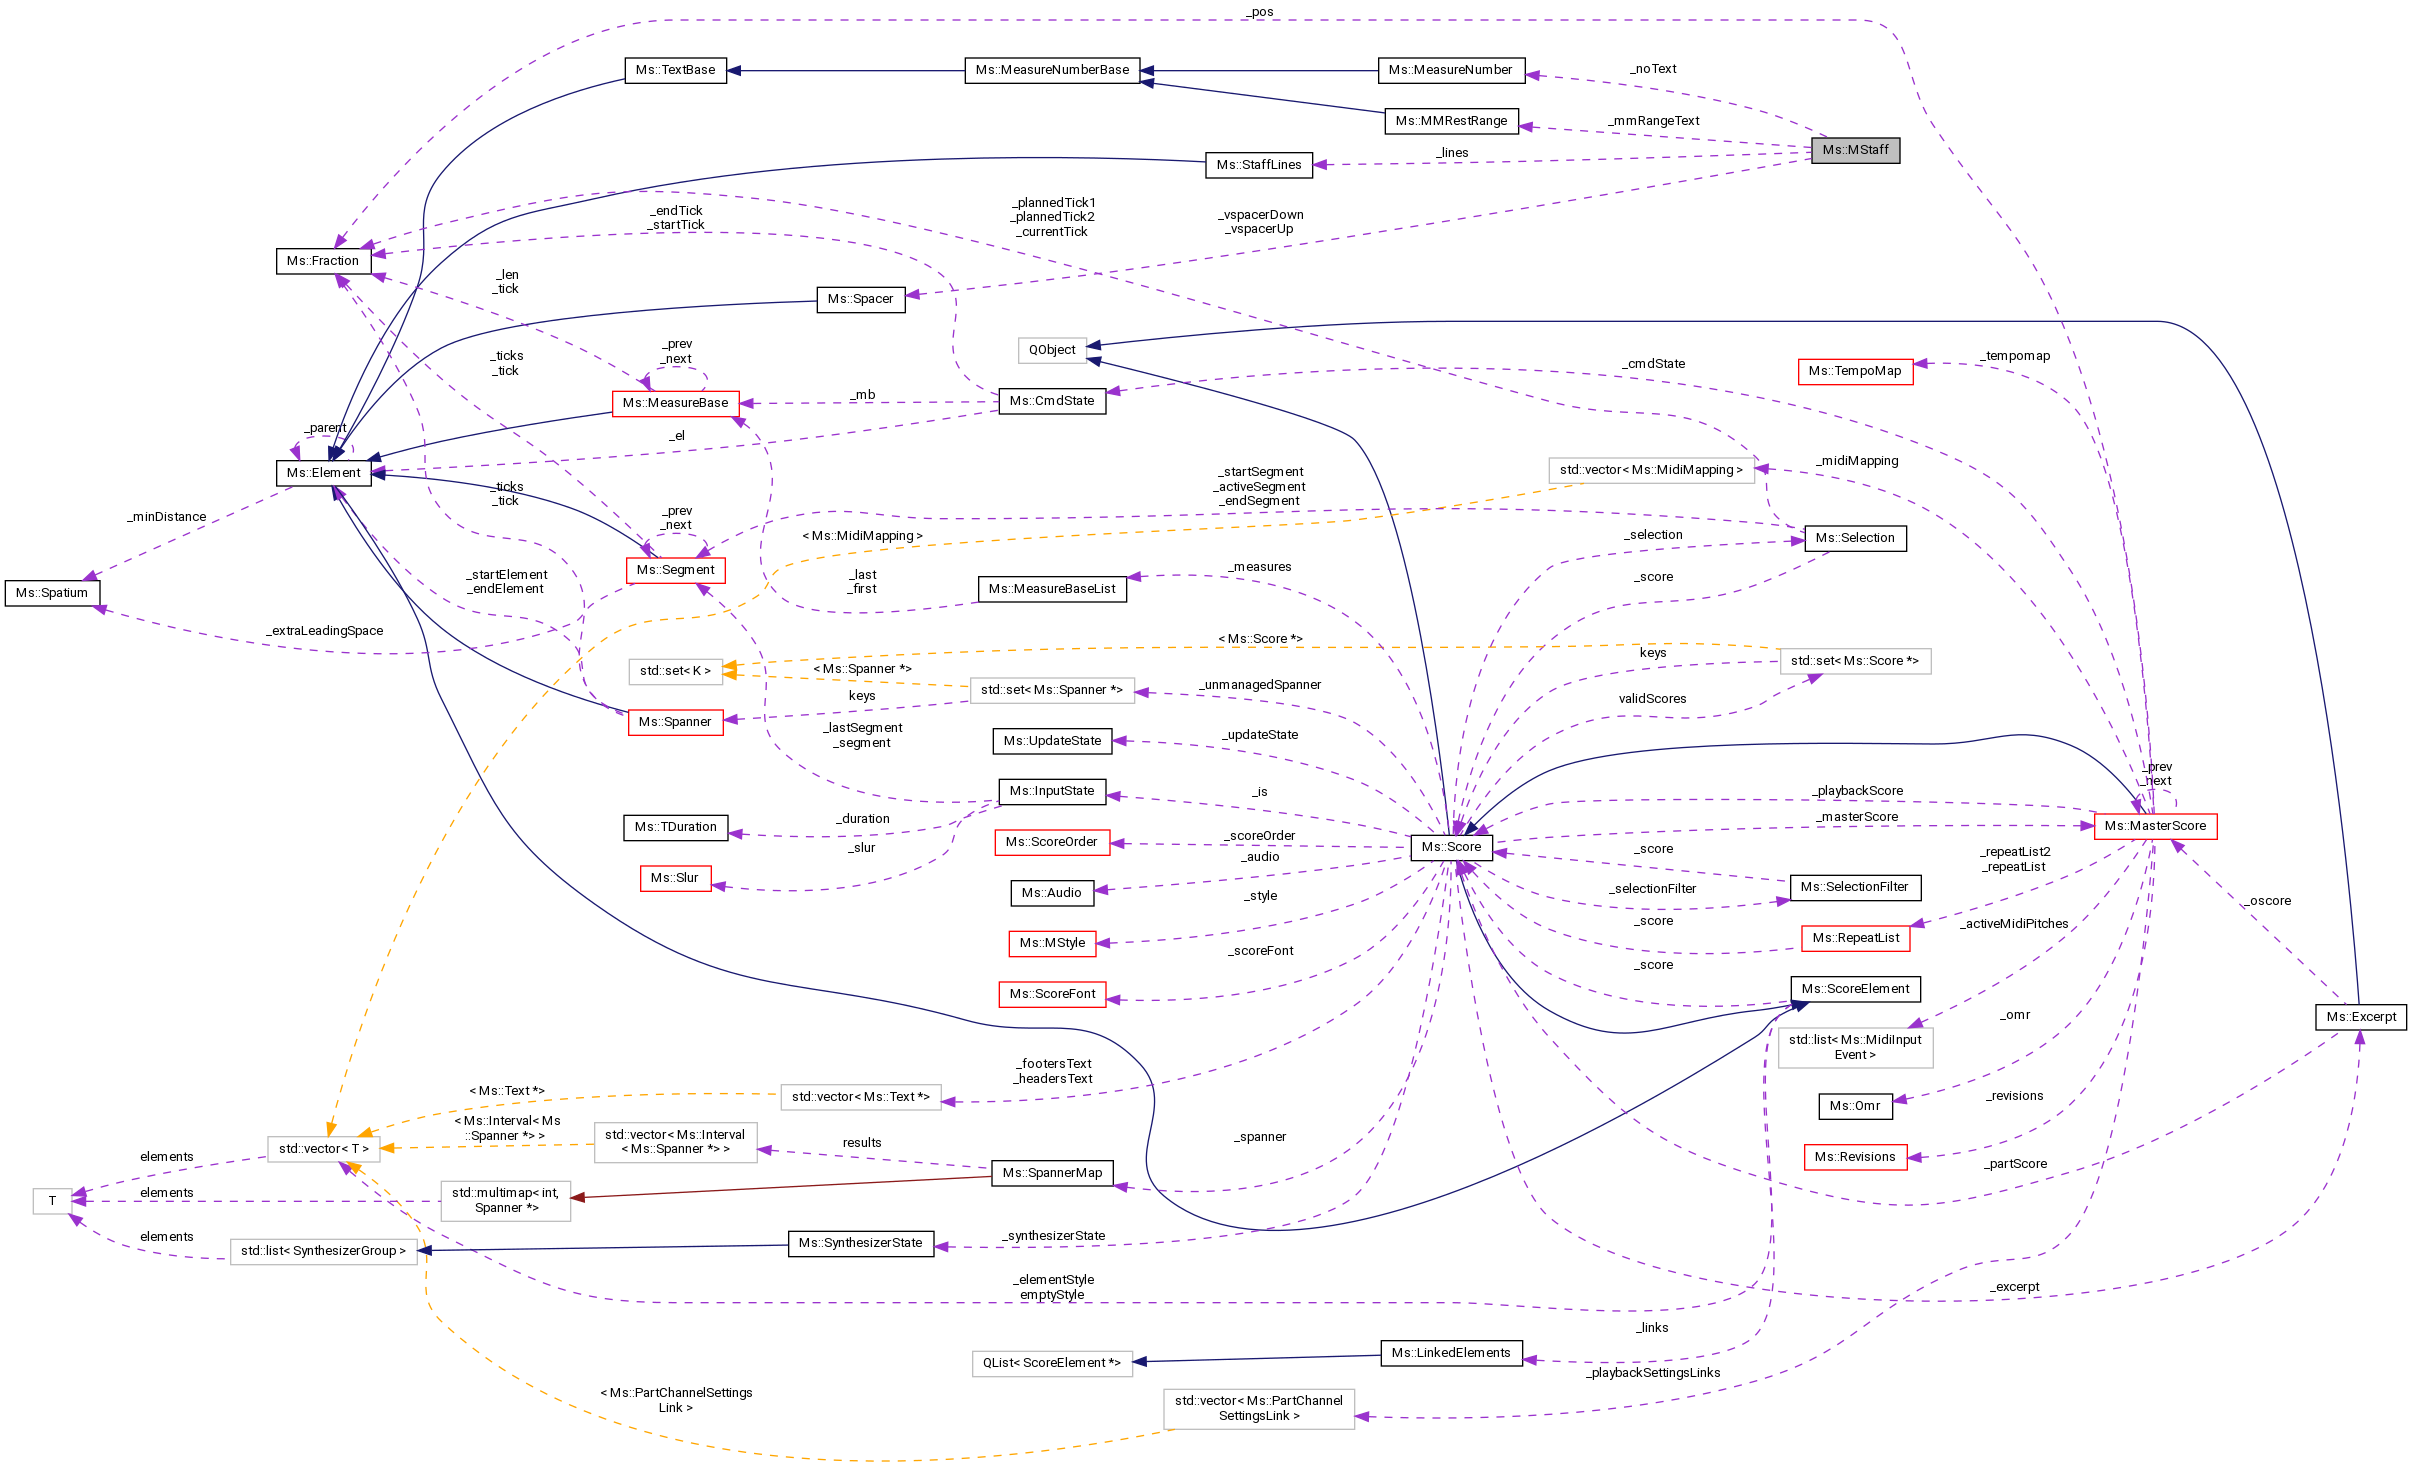 _pos
Ms::TextBase
Ms::MeasureNumberBase
Ms::MeasureNumber
_noText
Ms::MMRestRange
_mmRangeText
Ms::MStaff
Ms::StaffLines
_lines
_endTick
_startTick
_plannedTick1
_plannedTick2
_currentTick
_vspacerDown
_vspacerUp
Ms::Fraction
_len
_tick
Ms::Spacer
_ticks
_tick
_prev
_next
QObject
_cmdState
_tempomap
Ms::TempoMap
Ms::MeasureBase
_mb
Ms::CmdState
_parent
_el
Ms::Element
_startSegment
_activeSegment
_endSegment
std::vector< Ms::MidiMapping >
_midiMapping
_ticks
_tick
_minDistance
_prev
_next
< Ms::MidiMapping >
_selection
Ms::Selection
Ms::Spatium
_startElement
_endElement
Ms::Segment
_last
_first
Ms::MeasureBaseList
_measures
_score
_extraLeadingSpace
< Ms::Score *>
std::set< K >
< Ms::Spanner *>
keys
std::set< Ms::Score *>
keys
std::set< Ms::Spanner *>
_unmanagedSpanner
validScores
Ms::Spanner
_lastSegment
_segment
Ms::UpdateState
_updateState
_prev
_next
Ms::InputState
_is
_playbackScore
Ms::TDuration
_duration
_masterScore
Ms::MasterScore
Ms::ScoreOrder
_scoreOrder
Ms::Score
_slur
_audio
_score
_repeatList2
_repeatList
Ms::Slur
Ms::Audio
_selectionFilter
Ms::SelectionFilter
_style
_oscore
_score
_activeMidiPitches
Ms::MStyle
Ms::RepeatList
_scoreFont
_score
Ms::ScoreFont
Ms::ScoreElement
_omr
Ms::Excerpt
std::list< Ms::MidiInput
Event >
_footersText
_headersText
< Ms::Text *>
std::vector< Ms::Text *>
_revisions
Ms::Omr
< Ms::Interval< Ms
::Spanner *> >
std::vector< Ms::Interval
< Ms::Spanner *> >
results
_spanner
std::vector< T >
elements
Ms::Revisions
_partScore
Ms::SpannerMap
T
elements
std::multimap< int,
Spanner *>
elements
std::list< SynthesizerGroup >
Ms::SynthesizerState
_synthesizerState
_elementStyle
emptyStyle
_excerpt
_links
QList< ScoreElement *>
Ms::LinkedElements
_playbackSettingsLinks
< Ms::PartChannelSettings
Link >
std::vector< Ms::PartChannel
SettingsLink >